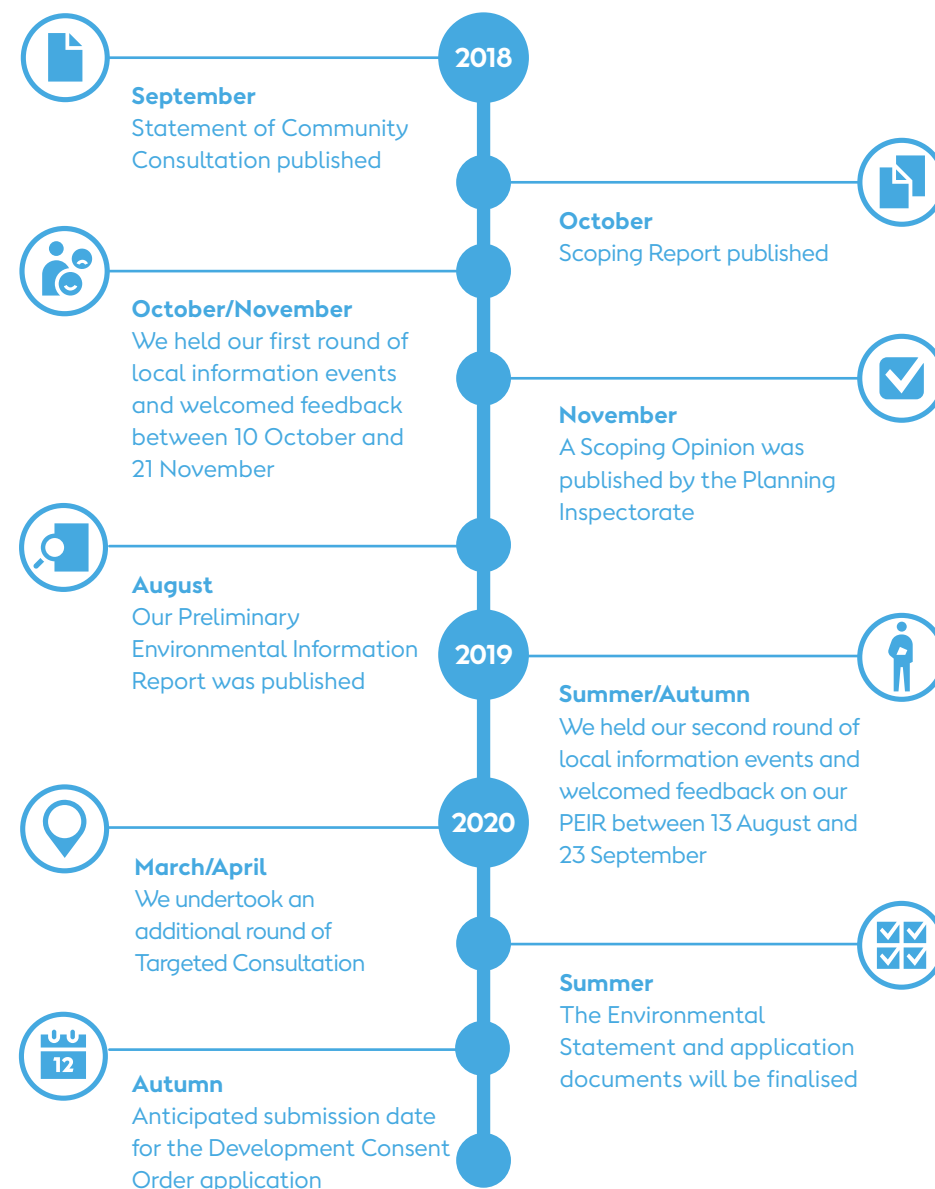 2018
September
Statement of Community
Consultation published
October
Scoping Report published
October/November
We held our first round of
local information events
and welcomed feedback
between 10 October and
21 November
November
A Scoping Opinion was
published by the Planning
Inspectorate
August
Our Preliminary
Environmental Information
Report was published
2019
Summer/Autumn
We held our second round of
local information events and
welcomed feedback on our
PEIR between 13 August and
23 September
2020
March/April
We undertook an
additional round of
Targeted Consultation
Summer
The Environmental
Statement and application
documents will be finalised
12
Autumn
Anticipated submission date
for the Development Consent
Order application